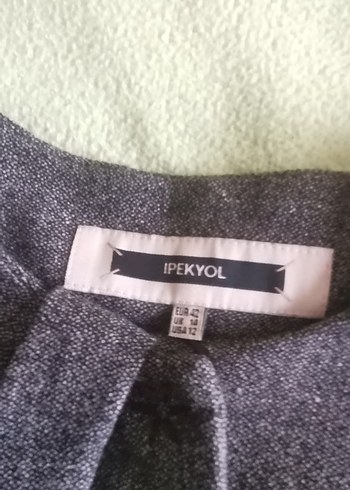 IPEKYOL
EUR 42
UK 14
USA 12